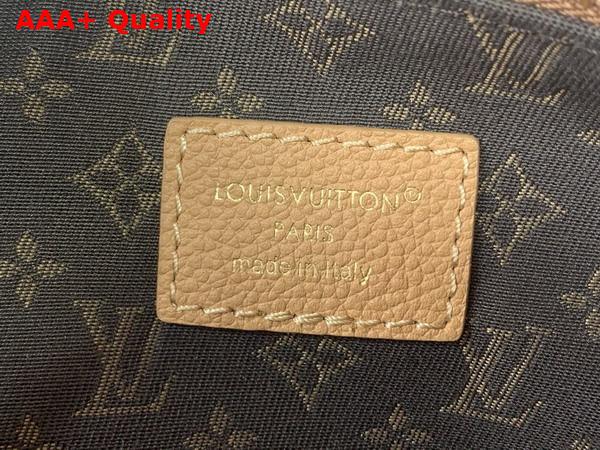 AAA+ Quality
LOUIS VUITTON®
PARIS
made in Italy